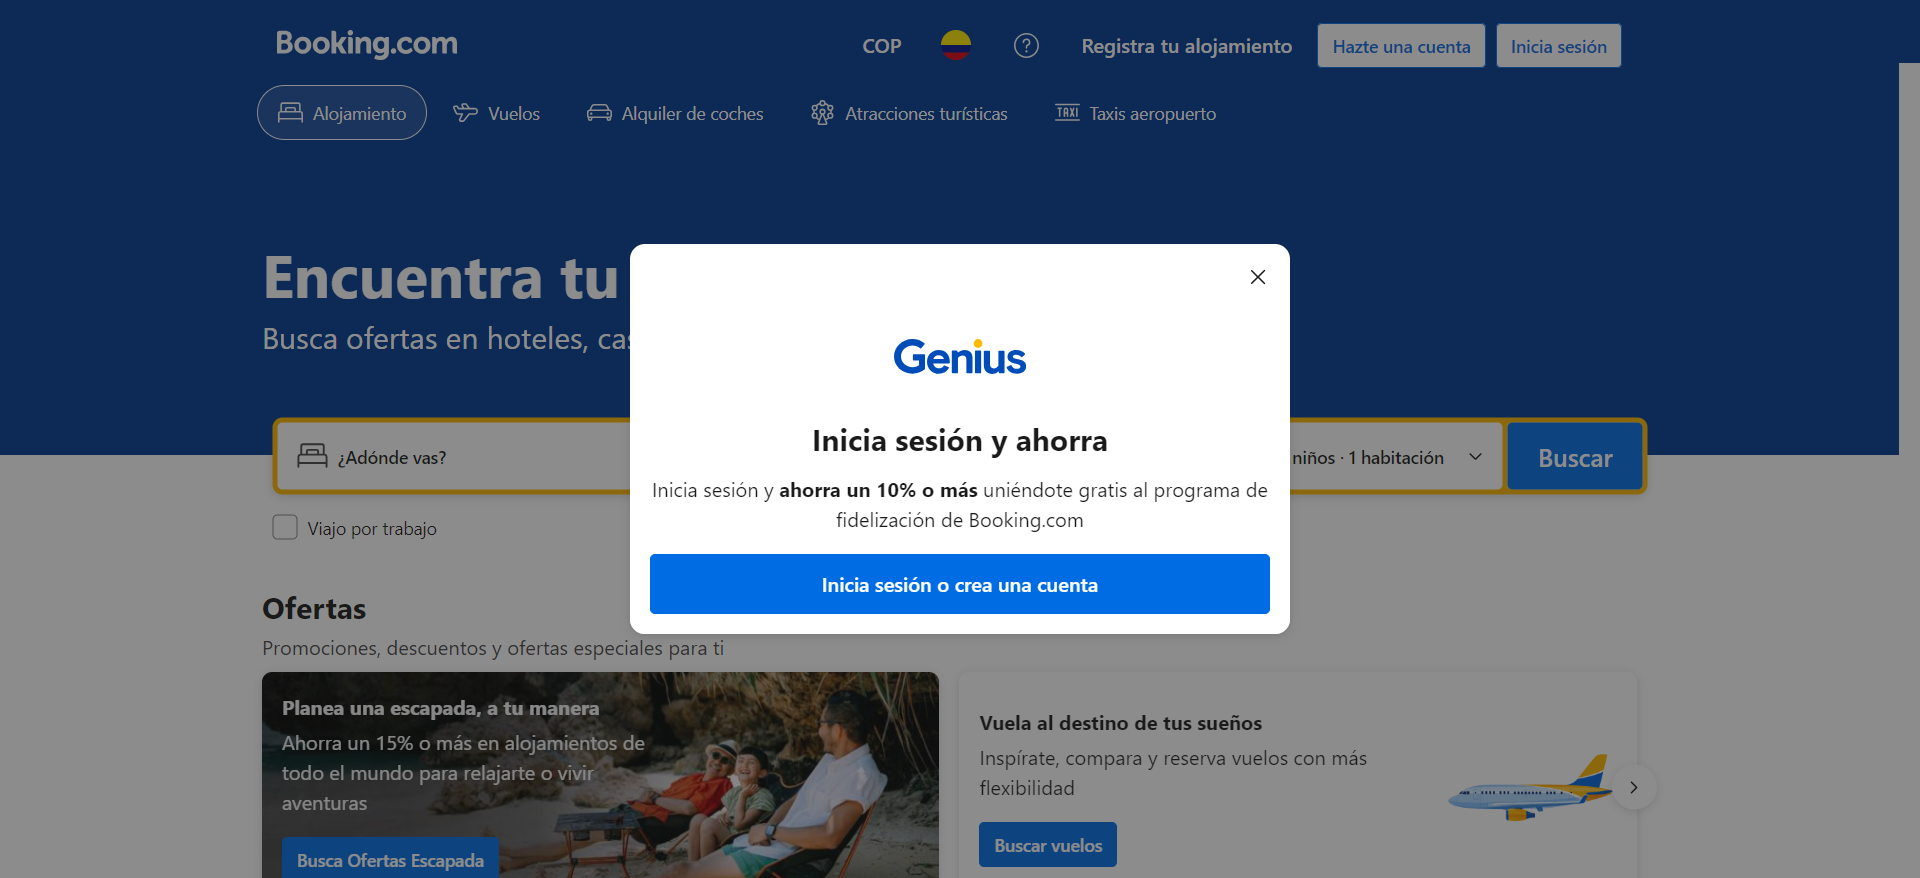 Booking.com
COP
Registra tu alojamiento
Hazte una cuenta
Inicia sesión
Alojamiento
Vuelos
Alquiler de coches
Atracciones turísticas
TAXI
Taxis aeropuerto
Encuentra tu
Busca ofertas en hoteles,
Genius
Inicia sesión y ahorra
Inicia sesión y ahorra un 10% o más uniéndote gratis al programa de
fidelización de Booking.com
Inicia sesión o crea una cuenta
¿Adónde vas?
niños · 1 habitación
Buscar
Viajo por trabajo
Ofertas
Promociones, descuentos y ofertas especiales para ti
Planea una escapada, a tu manera
Ahorra un 15% o más en alojamientos de
todo el mundo para relajarte o vivir
aventuras
Busca Ofertas Escapada
Vuela al destino de tus sueños
Inspírate, compara y reserva vuelos con más
flexibilidad
Buscar vuelos